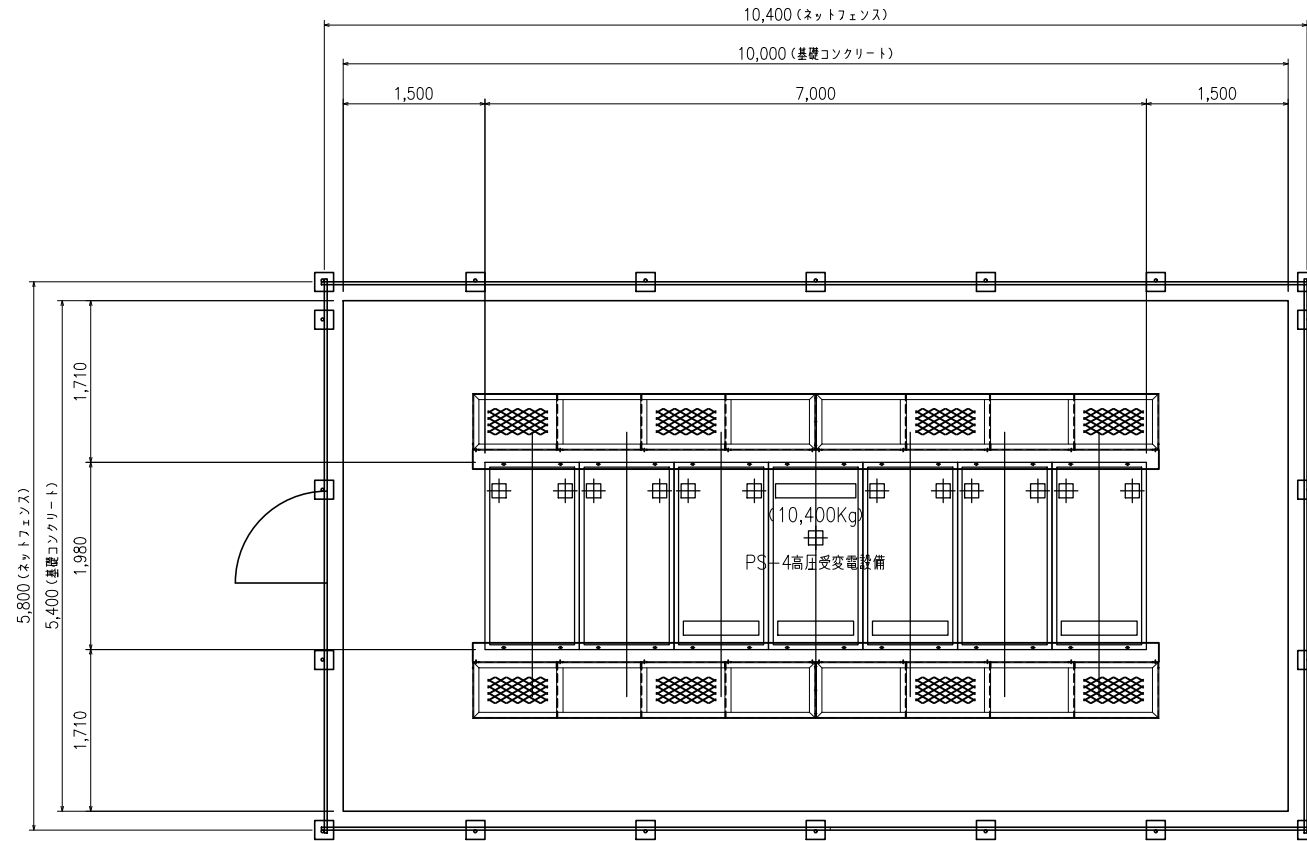 10,400(ネットフェンス)
10,000(基礎コンクリート)
1,500
7,000
1,500
5,800(ネットフェンス)
5,400(基礎コンクリート)
1,710
1,980
1,710
(10,400Kg)
PS-4高圧受変電設備